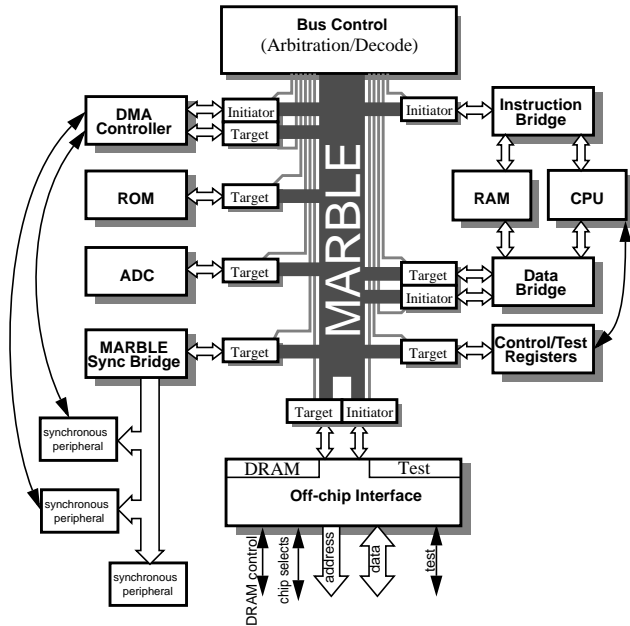 Bus Control
(Arbitration/Decode)
DMA
Controller
Initiator
Target
Initiator
Instruction
Bridge
MARBLE
ROM
Target
RAM
CPU
ADC
Target
Target
Initiator
Data
Bridge
MARBLE
Sync Bridge
Target
Target
Control/Test
Registers
Target
Initiator
synchronous
peripheral
DRAM
Test
Off-chip Interface
synchronous
peripheral
synchronous
peripheral
DRAM control
chip selects
address
data
test